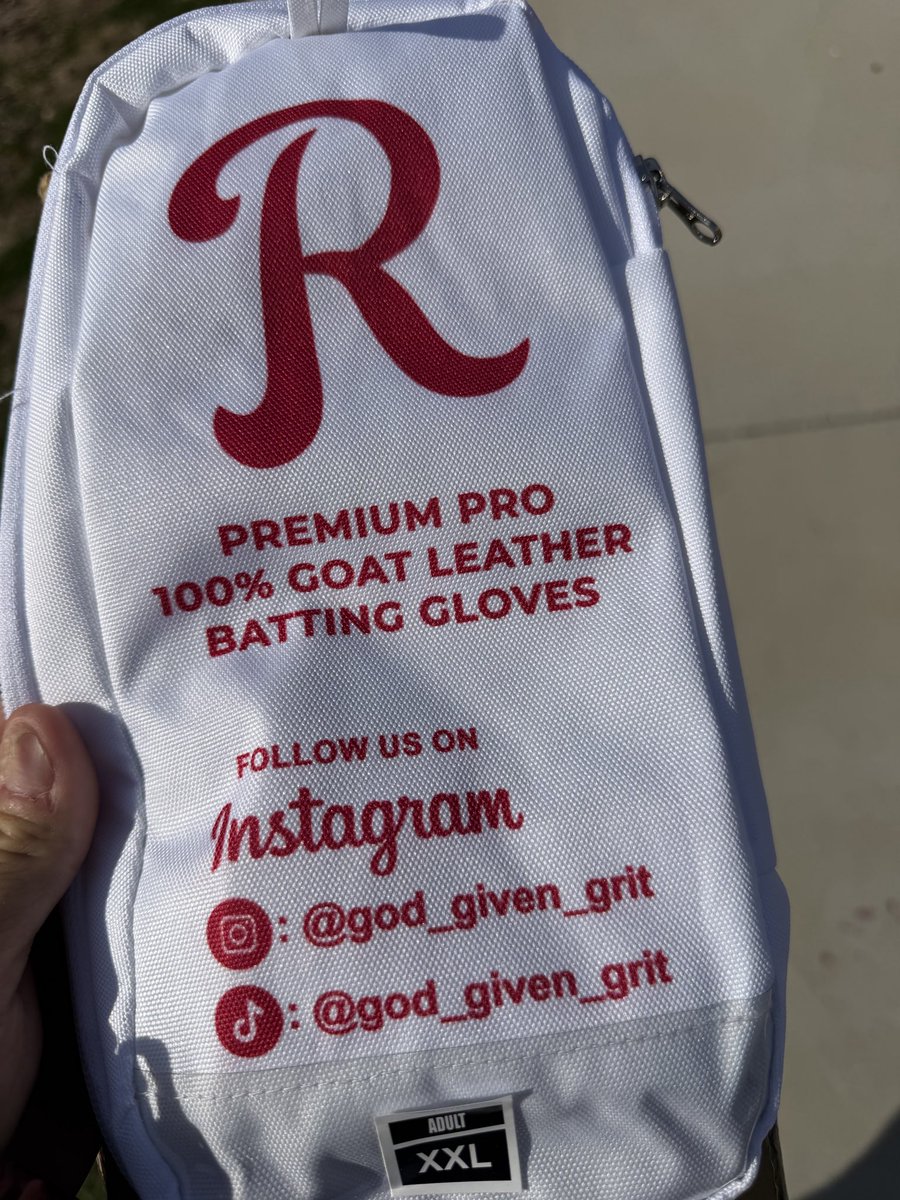 R
PREMIUM PRO
100% GOAT LEATHER
BATTING GLOVES
FOLLOW US ON
Instagram
: @god_given_grit
: @god_given_grit
ADULT
XXL